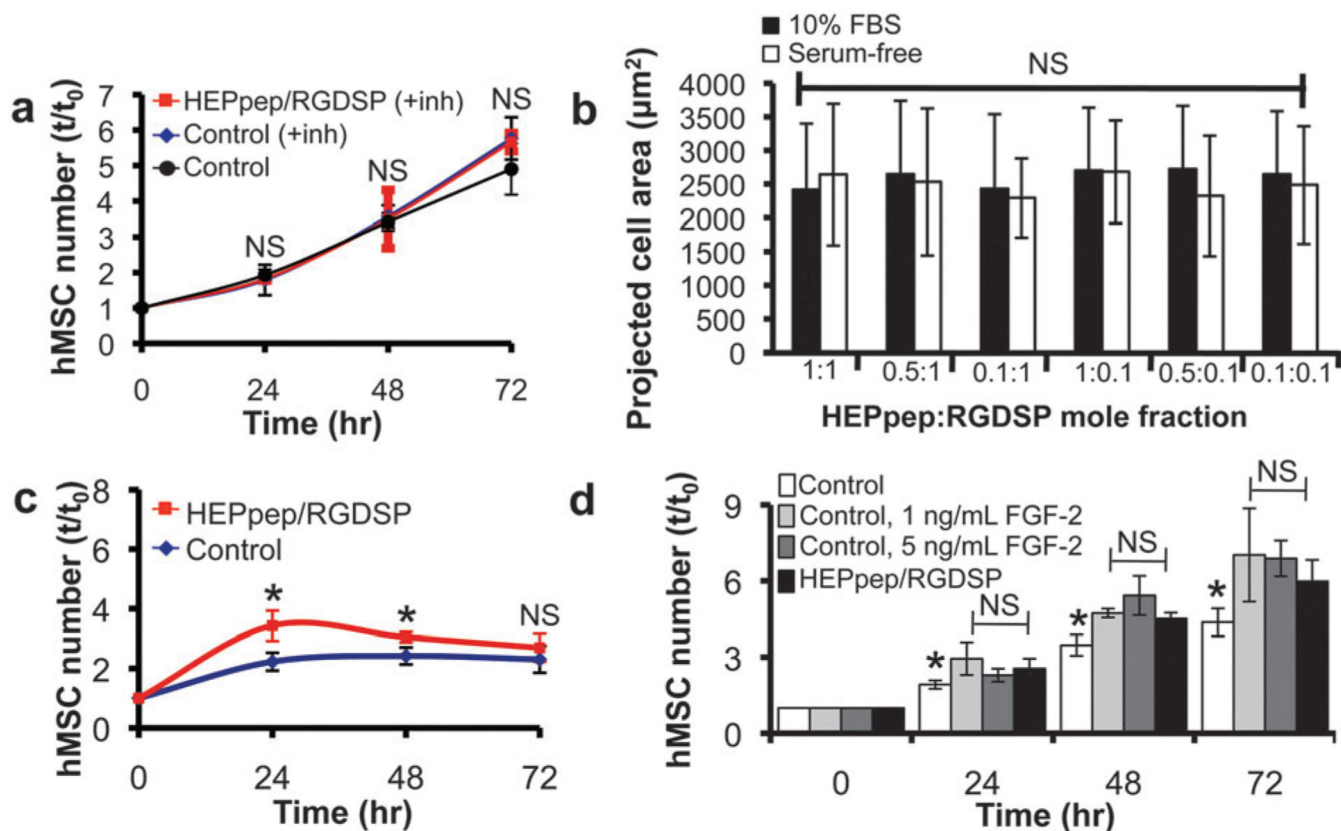 a
hMSC number (t/t₀)
7
6
5
4
3
2
1
0
HEPpep/RGDSP (+inh)
Control (+inh)
Control
NS
NS
NS
0 24 48 72
Time (hr)
b
10% FBS
Serum-free
NS
Projected cell area (µm²)
4000
3500
3000
2500
2000
1500
1000
500
0
1:1 0.5:1 0.1:1 1:0.1 0.5:0.1 0.1:0.1
HEPpep:RGDSP mole fraction
c
hMSC number (t/t₀)
8
6
4
2
0
HEPpep/RGDSP
Control
* * NS
0 24 48 72
Time (hr)
d
hMSC number (t/t₀)
9
6
3
0
Control
Control, 1 ng/mL FGF-2
Control, 5 ng/mL FGF-2
HEPpep/RGDSP
NS
NS
NS
* * *
0 24 48 72
Time (hr)